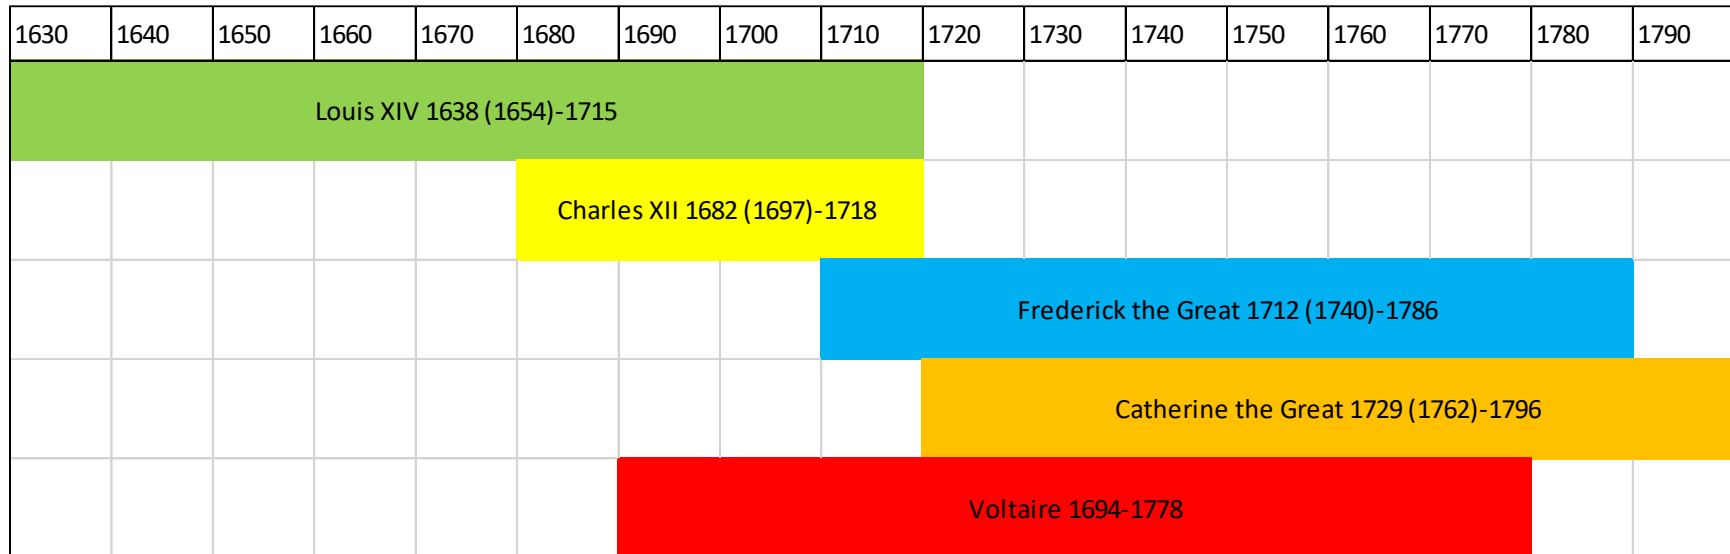 1630 1640 1650 1660 1670 1680 1690 1700 1710 1720 1730 1740 1750 1760 1770 1780 1790
Louis XIV 1638 (1654)-1715
Charles XII 1682 (1697)-1718
Frederick the Great 1712 (1740)-1786
Catherine the Great 1729 (1762)-1796
Voltaire 1694-1778